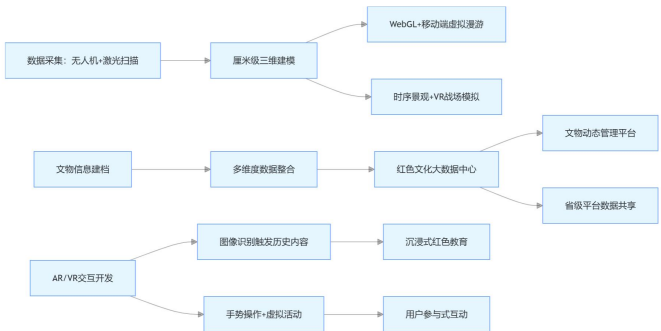 WebGL+移动端虚拟漫游
数据采集：无人机+激光扫描
厘米级三维建模
时序景观+VR战场模拟
文物动态管理平台
文物信息建档
多维度数据整合
红色文化大数据中心
省级平台数据共享
图像识别触发历史内容
沉浸式红色教育
AR/VR交互开发
手势操作+虚拟活动
用户参与式互动